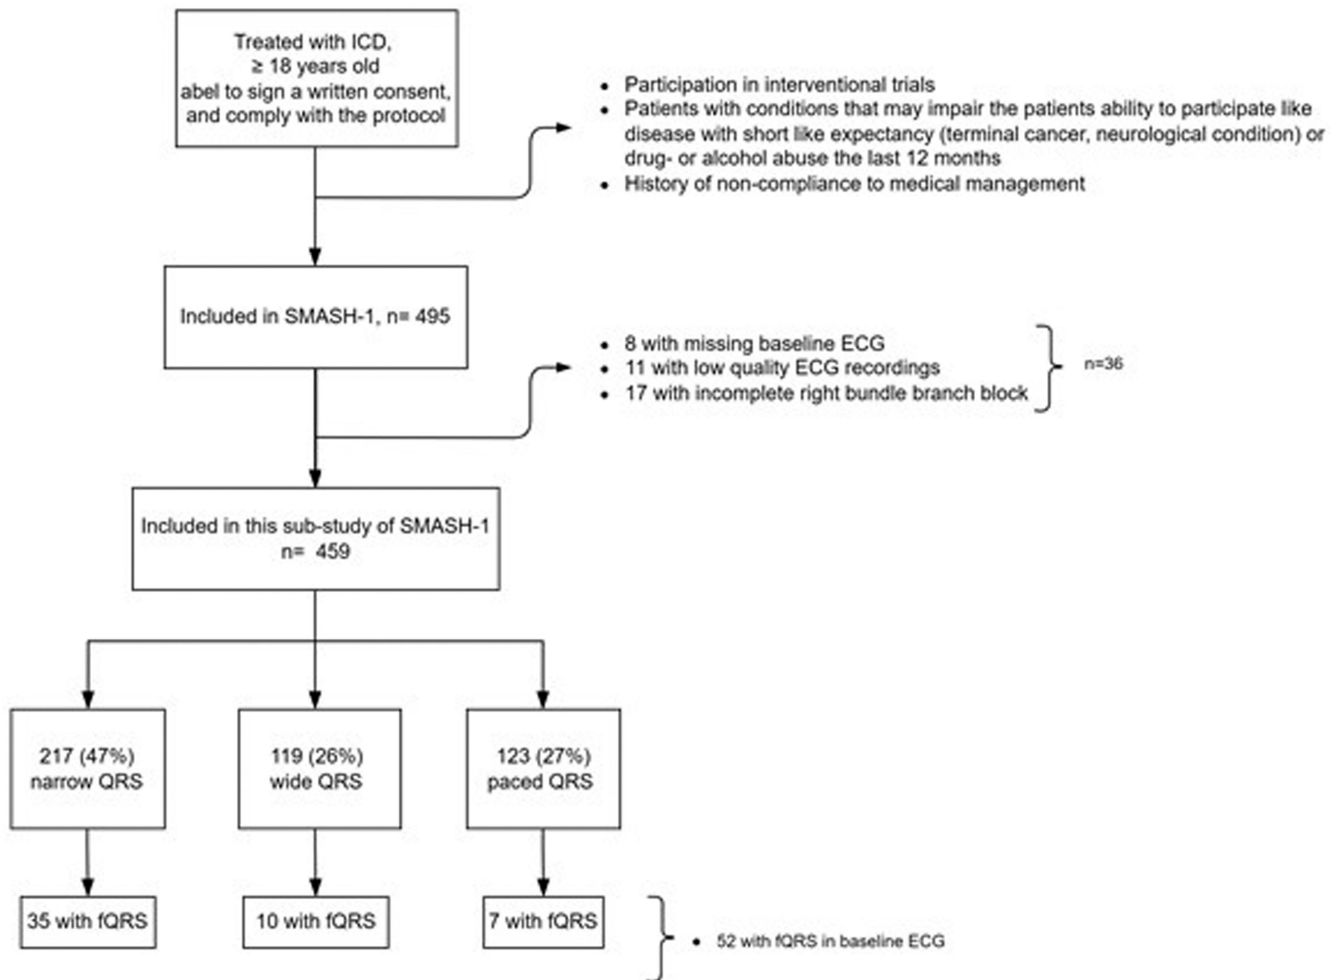 Treated with ICD,
≥ 18 years old
abel to sign a written consent,
and comply with the protocol
• Participation in interventional trials
• Patients with conditions that may impair the patients ability to participate like
disease with short like expectancy (terminal cancer, neurological condition) or
drug- or alcohol abuse the last 12 months
• History of non-compliance to medical management
Included in SMASH-1, n= 495
• 8 with missing baseline ECG
• 11 with low quality ECG recordings
• 17 with incomplete right bundle branch block
n=36
Included in this sub-study of SMASH-1
n= 459
217 (47%)
narrow QRS
119 (26%)
wide QRS
123 (27%)
paced QRS
35 with fQRS
10 with fQRS
7 with fQRS
• 52 with fQRS in baseline ECG